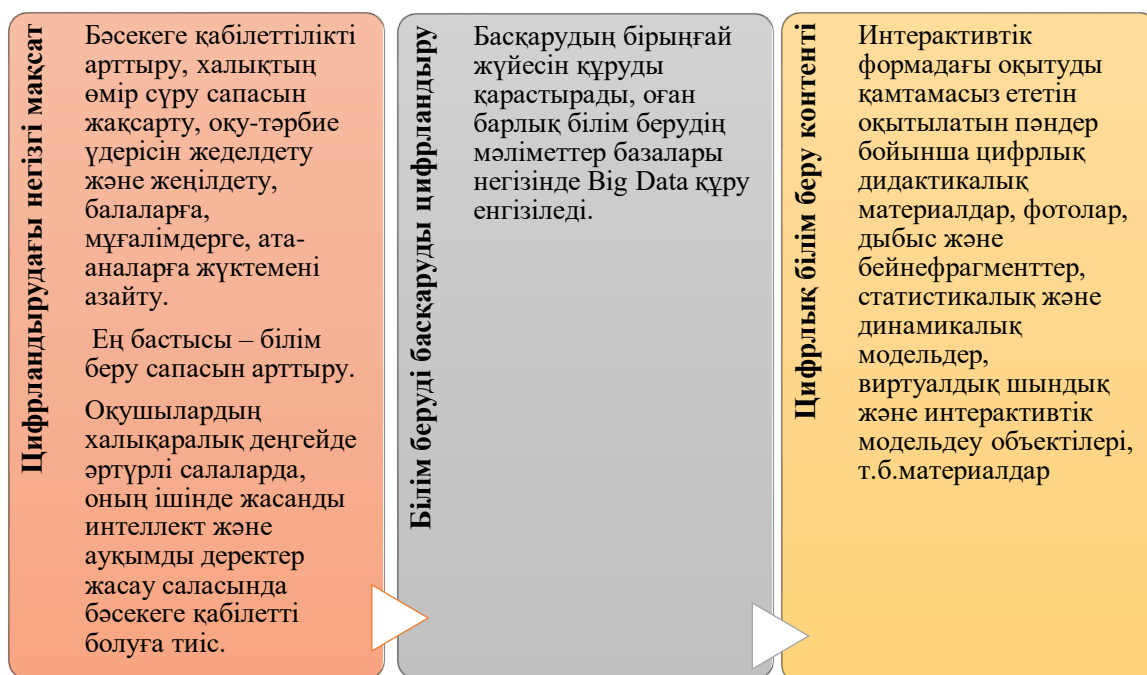 Цифрландырудағы негізгі мақсат
Бәсекеге қабілеттілікті
арттыру, халықтың
өмір сүру сапасын
жақсарту, оқу-тәрбие
үдерісін жеделдету
және жеңілдету,
балаларға,
мұғалімдерге, ата-
аналарға жүктемені
азайту.
Ең бастысы – білім
беру сапасын арттыру.
Оқушылардың
халықаралық деңгейде
әртүрлі салаларда,
оның ішінде жасанды
интеллект және
ауқымды деректер
жасау саласында
бәсекеге қабілетті
болуға тиіс.
Білім беруді басқаруды цифрландыру
Басқарудың бірыңғай
жүйесін құруды
қарастырады, оған
барлық білім берудің
мәліметтер базалары
негізінде Big Data құру
енгізіледі.
Цифрлық білім беру контенті
Интерактивтік
формадағы оқытуды
қамтамасыз ететін
оқытылатын пәндер
бойынша цифрлық
дидактикалық
материалдар, фотолар,
дыбыс және
бейнефрагменттер,
статистикалық және
динамикалық
модельдер,
виртуалдық шындық
және интерактивтік
модельдеу объектілері,
т.б.материалдар